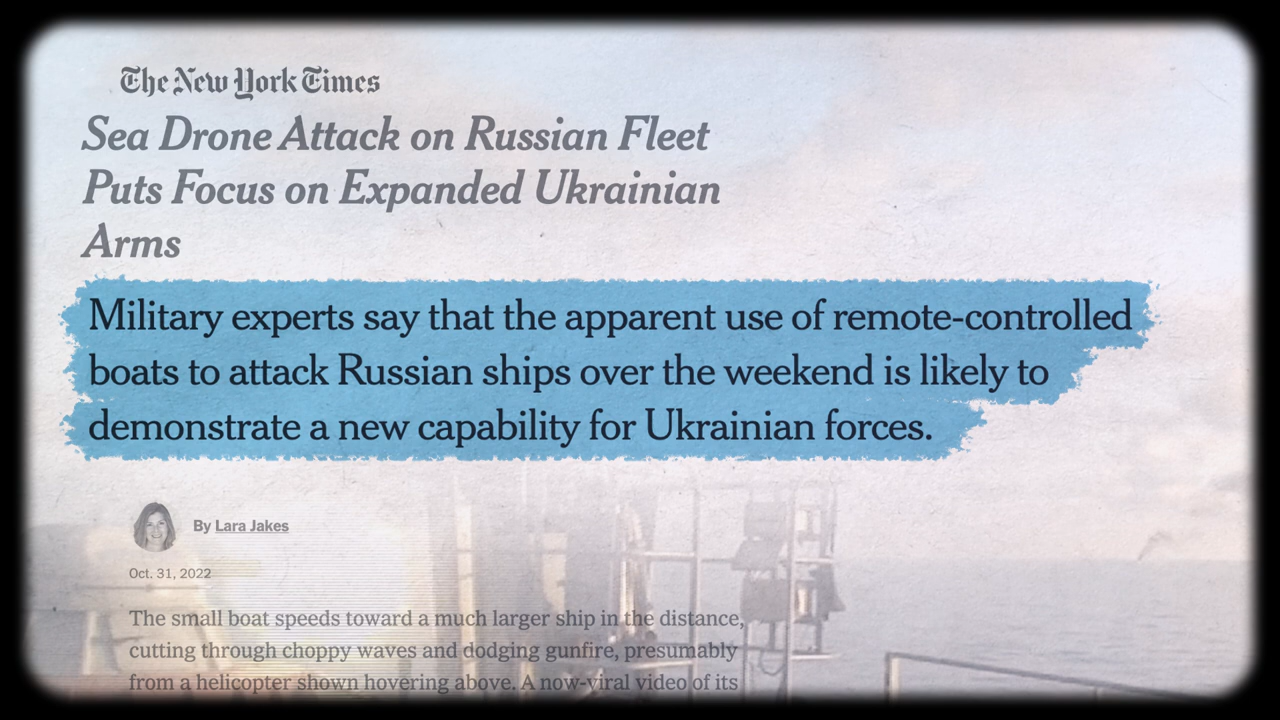 The New York Times
Sea Drone Attack on Russian Fleet
Puts Focus on Expanded Ukrainian
Arms
Military experts say that the apparent use of remote-controlled
boats to attack Russian ships over the weekend is likely to
demonstrate a new capability for Ukrainian forces.
By Lara Jakes
Oct. 31, 2022
The small boat speeds toward a much larger ship in the distance,
cutting through choppy waves and dodging gunfire, presumably
from a helicopter shown hovering above. A now-viral video of its